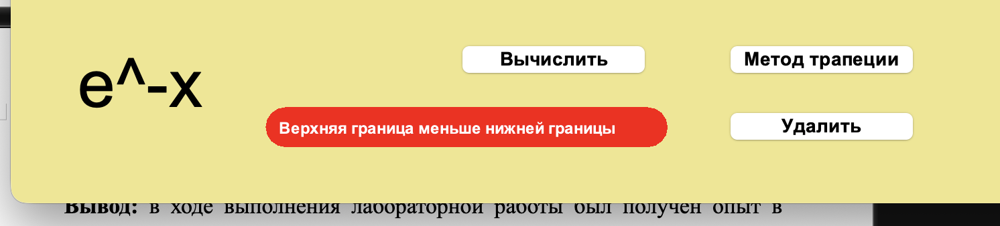 Вычислить
Метод трапеции
e^-x
Верхняя граница меньше нижней границы
Удалить
Вывод: в ходе выполнения лабораторной работы был получен опыт в